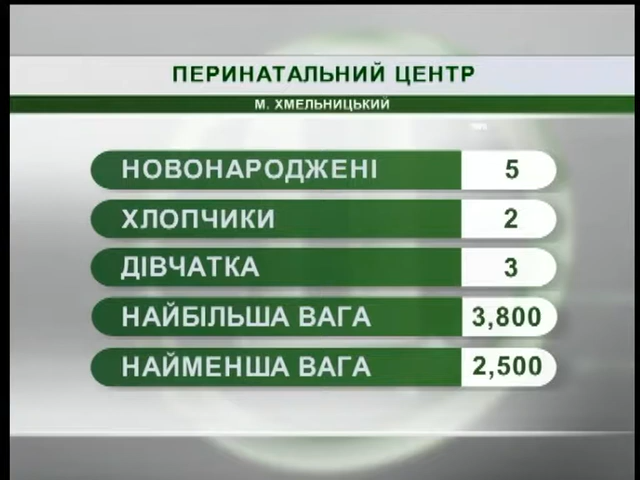 ПЕРИНАТАЛЬНИЙ ЦЕНТР
М. ХМЕЛЬНИЦЬКИЙ
НОВОНАРОДЖЕНІ 5
ХЛОПЧИКИ 2
ДІВЧАТКА 3
НАЙБІЛЬША ВАГА 3,800
НАЙМЕНША ВАГА 2,500